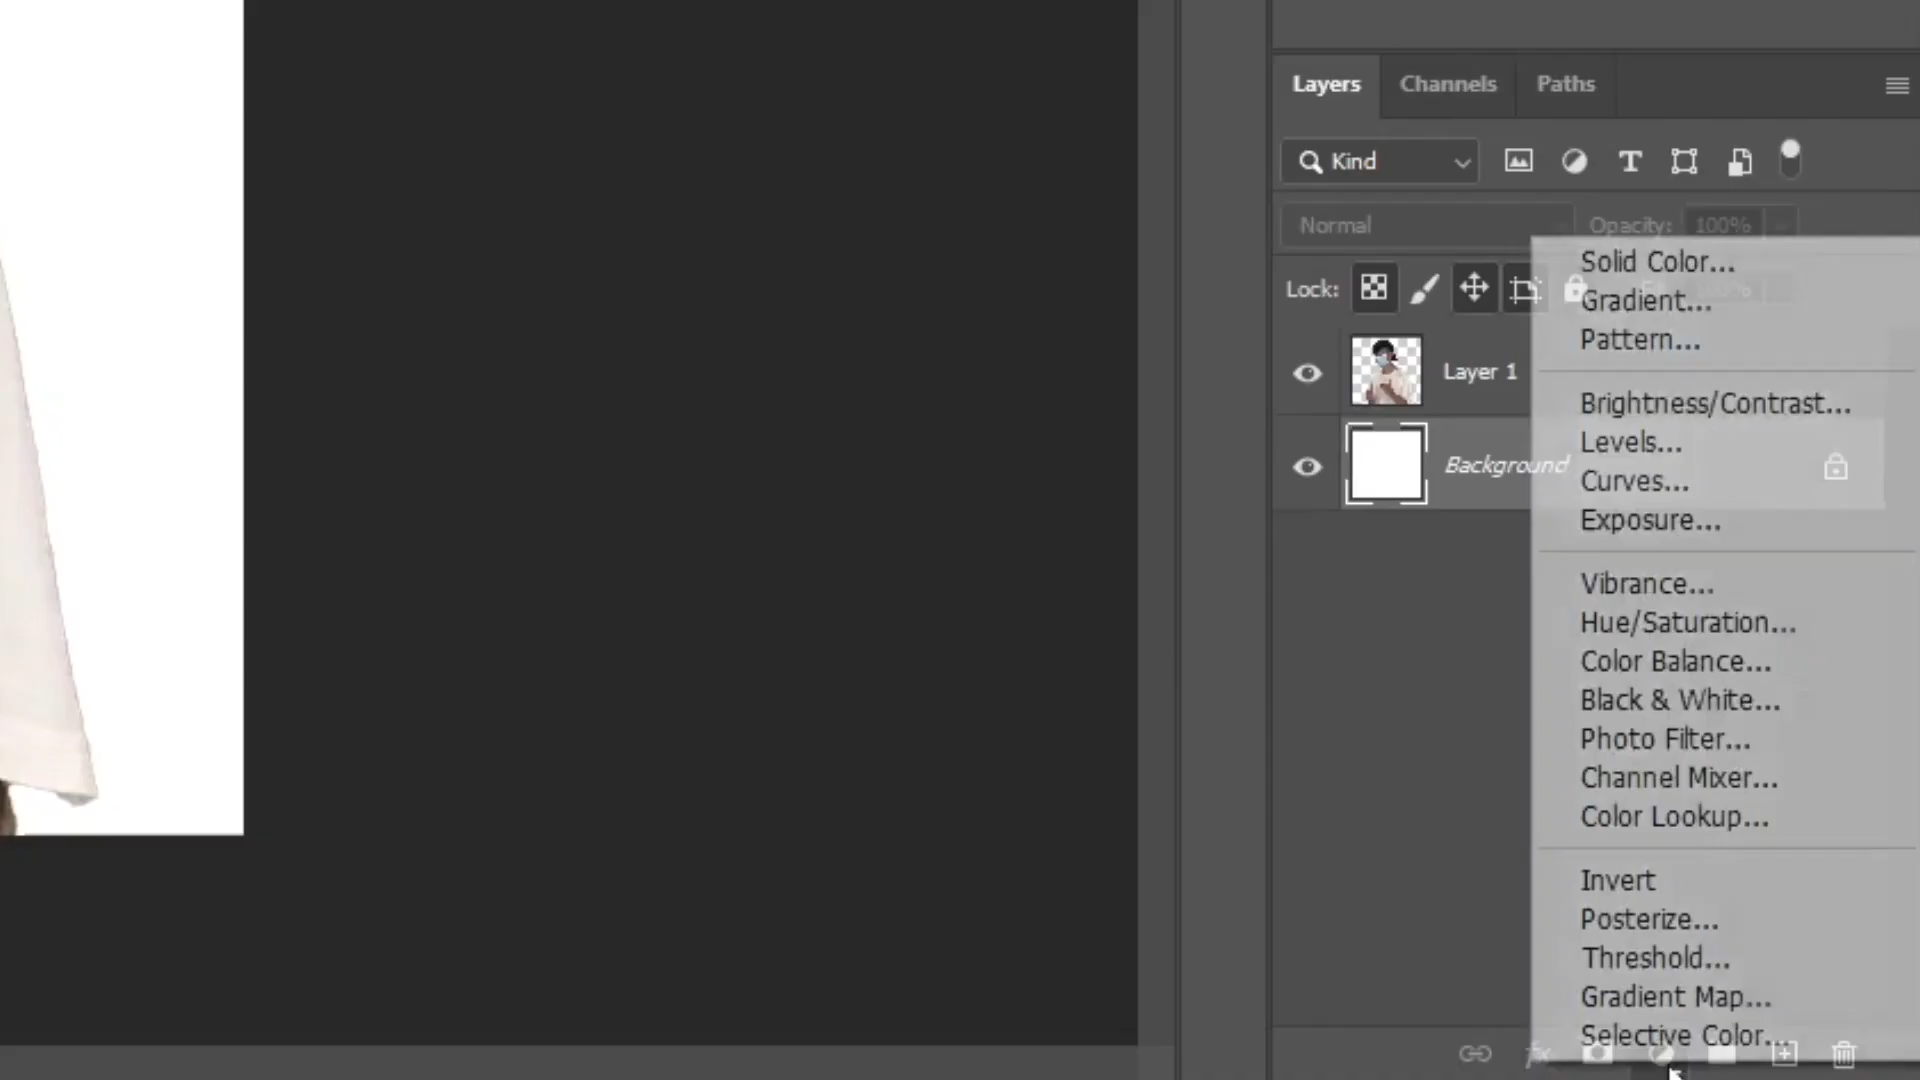 Layers Channels Paths
Kind
Normal Opacity: 100%
Lock:
Layer 1
Background
Solid Color...
Gradient...
Pattern...
Brightness/Contrast...
Levels...
Curves...
Exposure...
Vibrance...
Hue/Saturation...
Color Balance...
Black & White...
Photo Filter...
Channel Mixer...
Color Lookup...
Invert
Posterize...
Threshold...
Gradient Map...
Selective Color...
fx